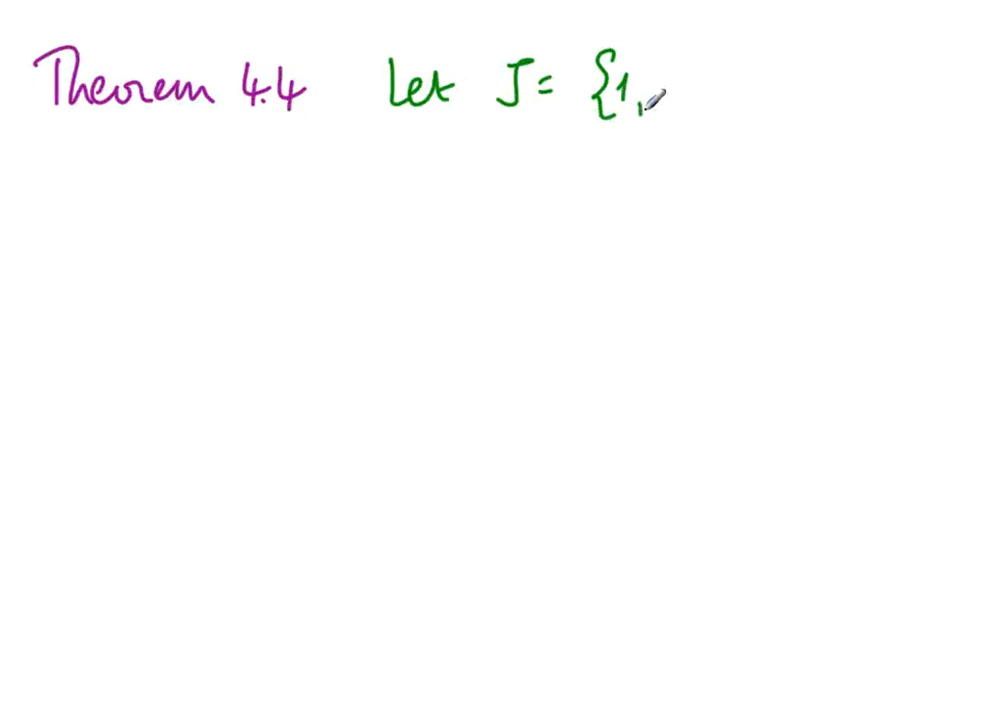 Theorem 4.4 Let J = {1,